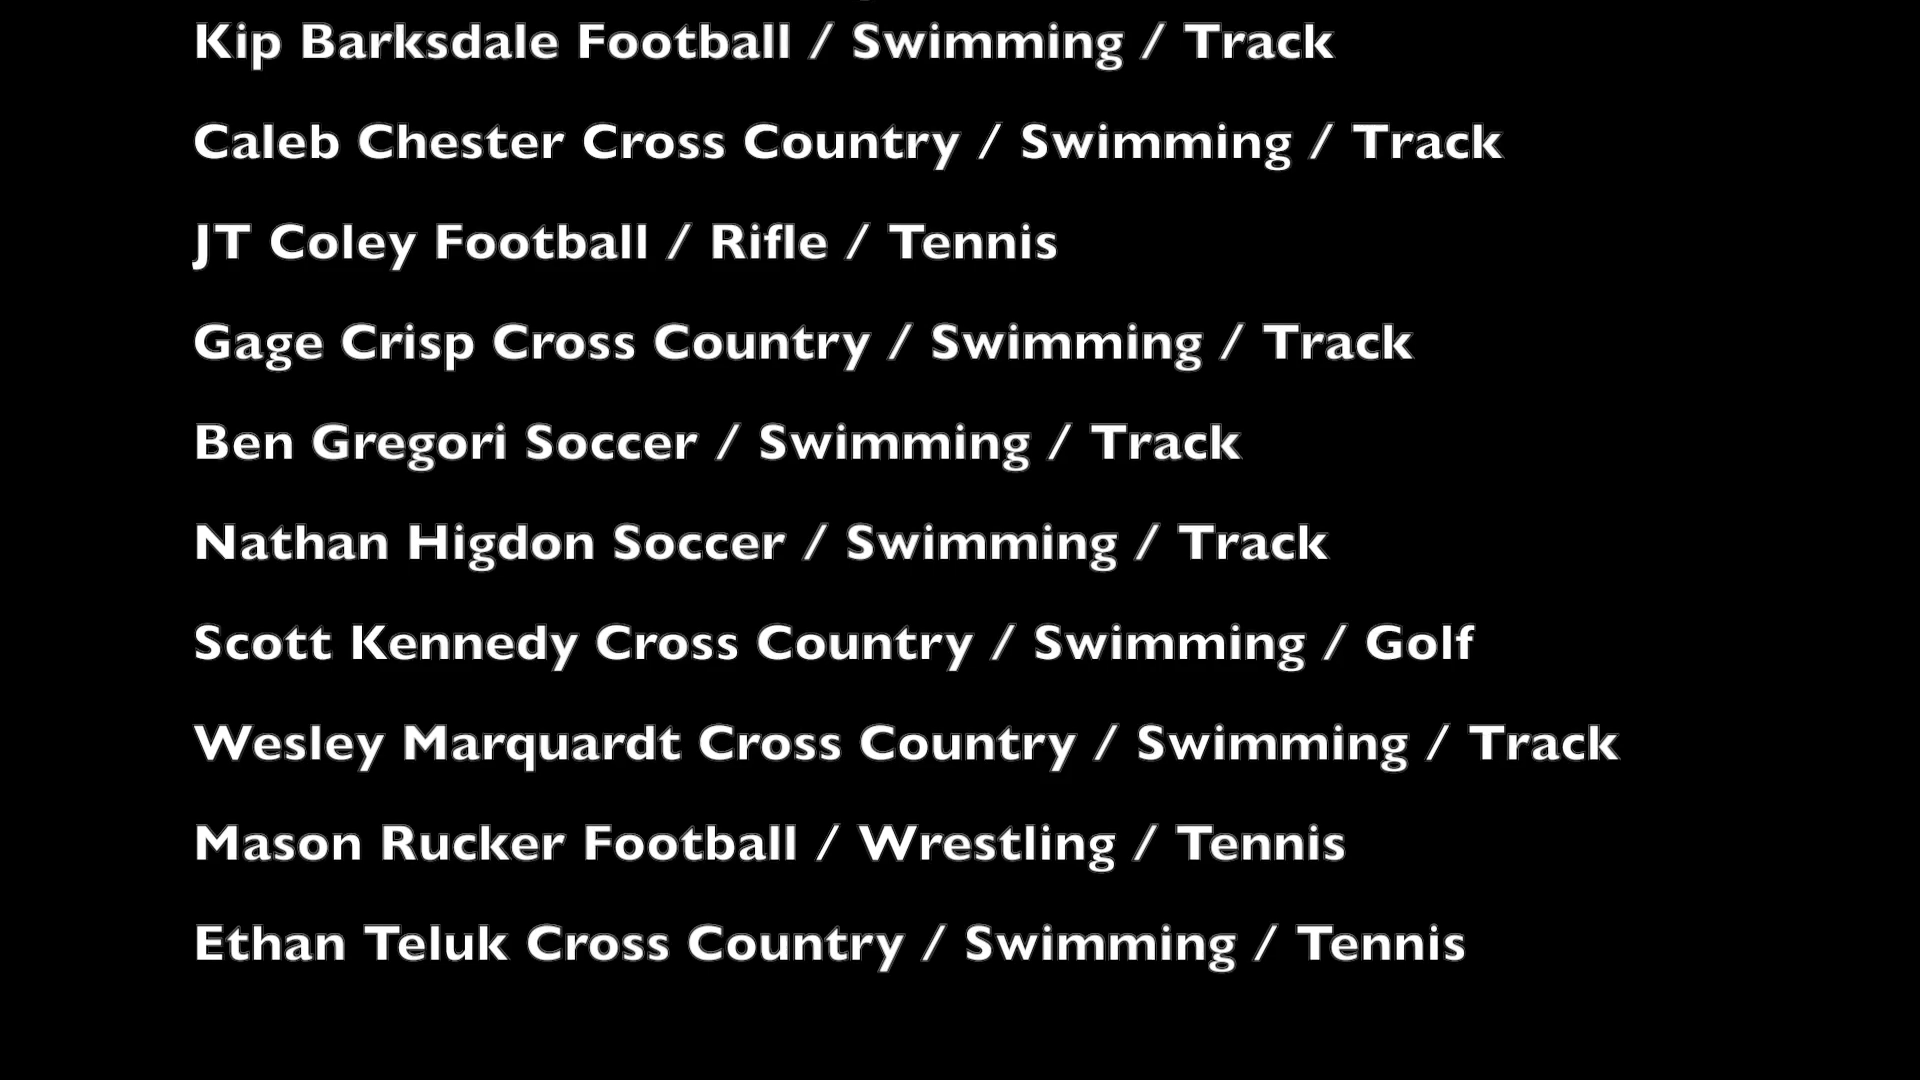 Kip Barksdale Football / Swimming / Track
Caleb Chester Cross Country / Swimming / Track
JT Coley Football / Rifle / Tennis
Gage Crisp Cross Country / Swimming / Track
Ben Gregori Soccer / Swimming / Track
Nathan Higdon Soccer / Swimming / Track
Scott Kennedy Cross Country / Swimming / Golf
Wesley Marquardt Cross Country / Swimming / Track
Mason Rucker Football / Wrestling / Tennis
Ethan Teluk Cross Country / Swimming / Tennis